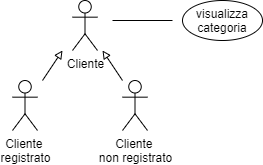 visualizza
categoria
Cliente
Cliente
registrato
Cliente
non registrato